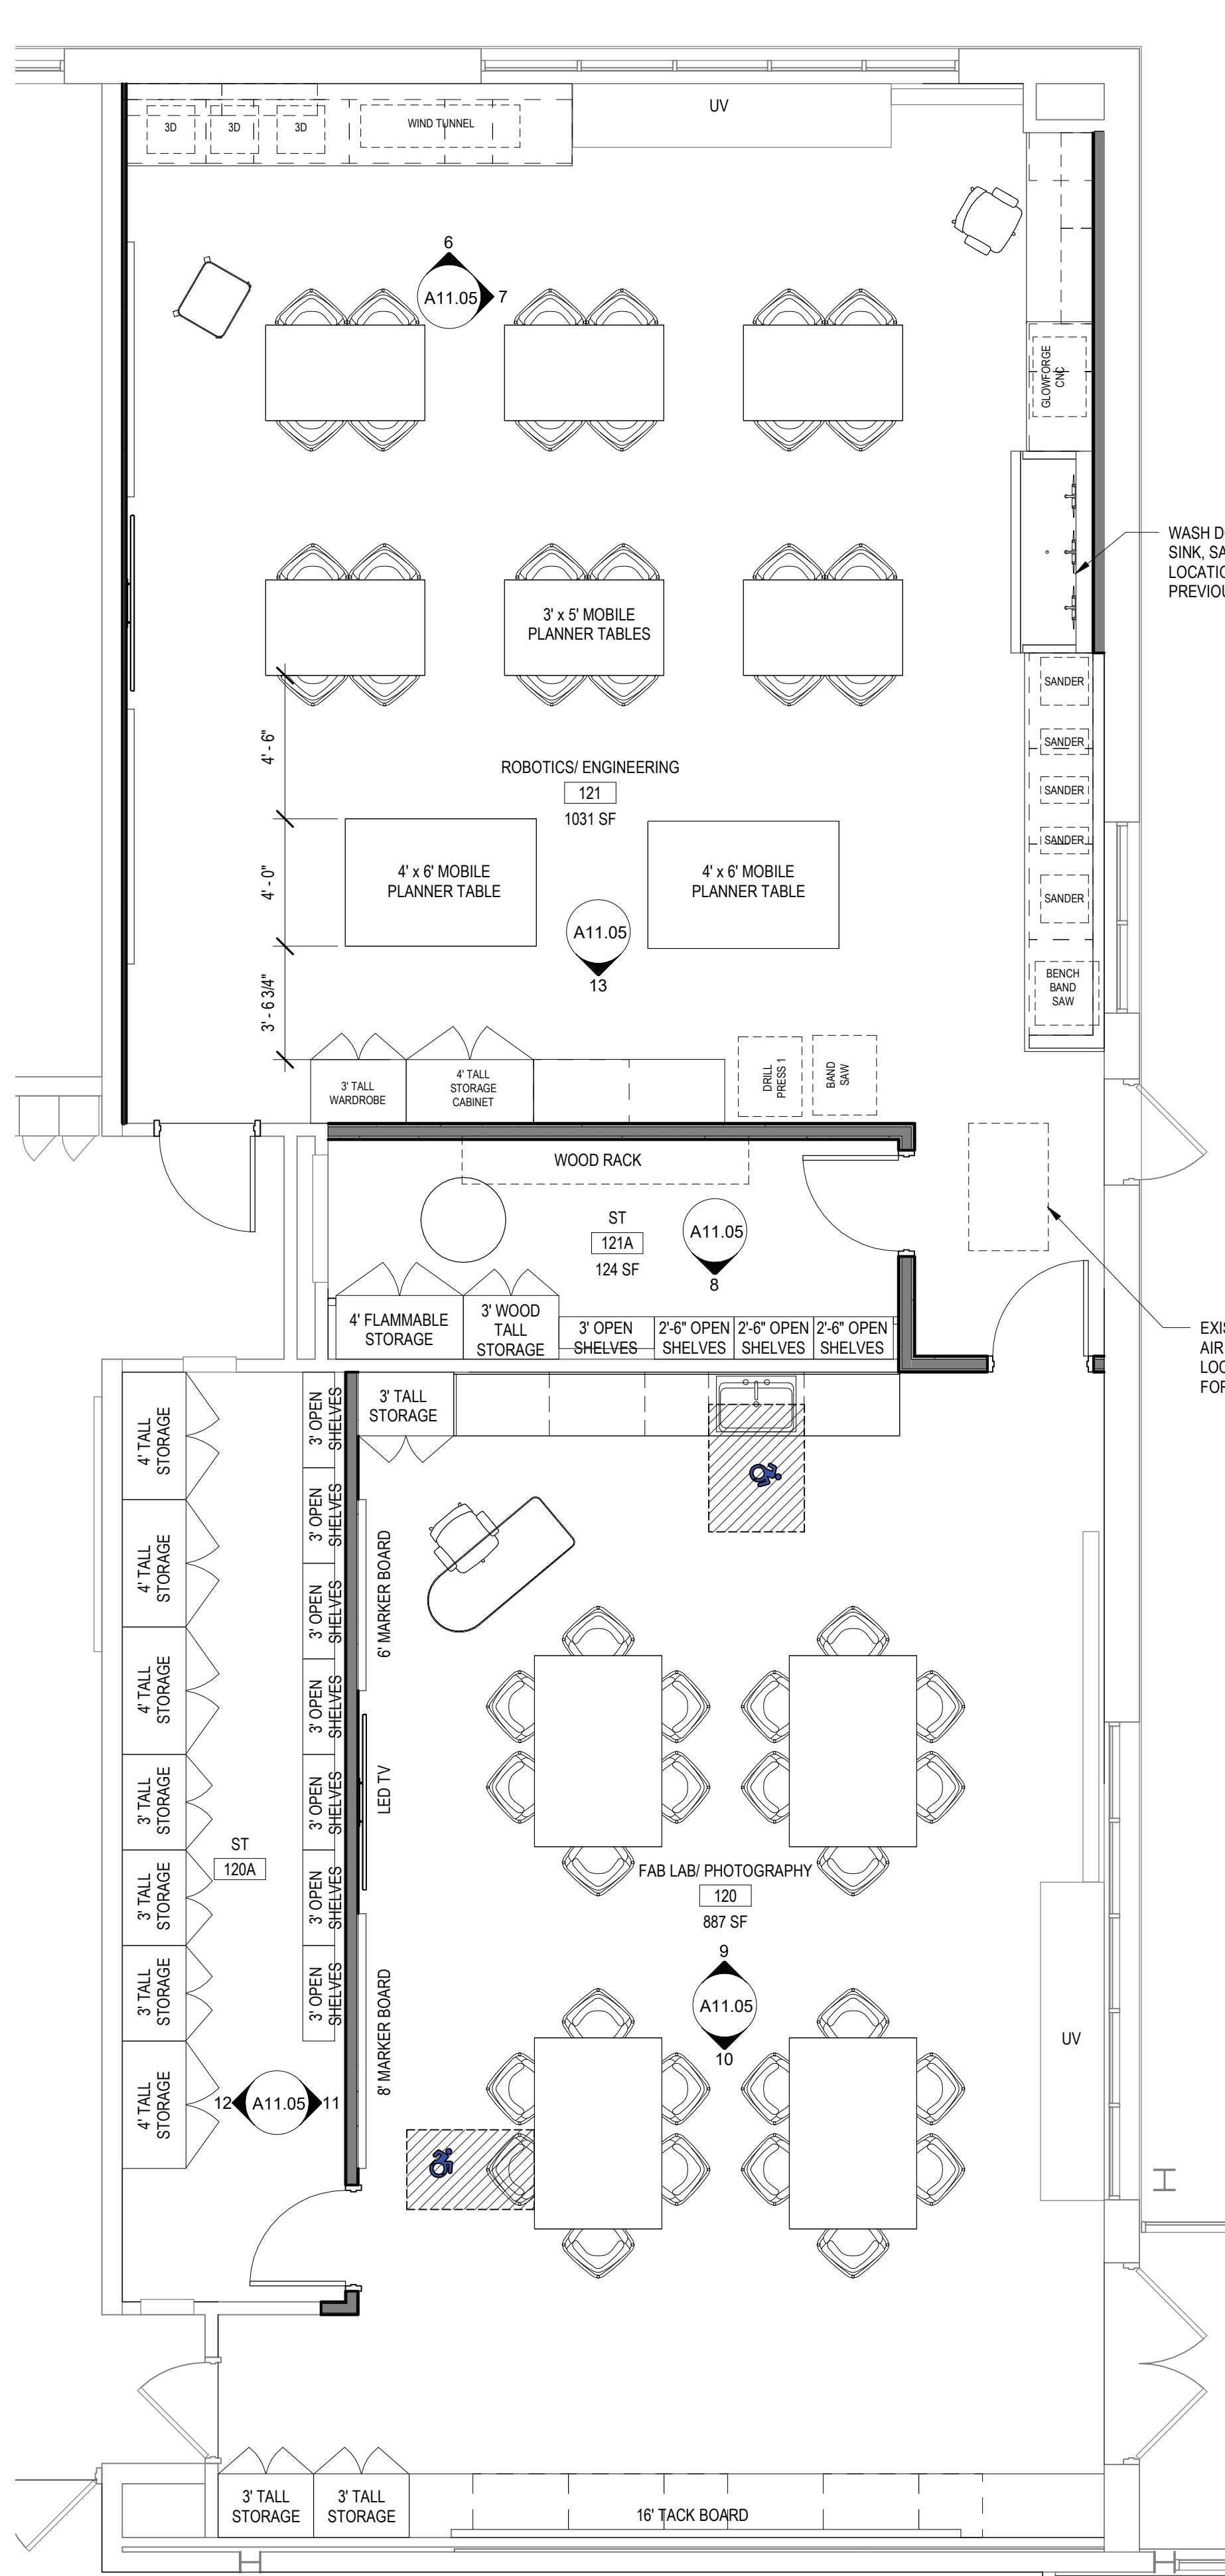 UV
3D
3D
3D
WIND TUNNEL
6
A11.05
7
GLOWFORGE
CNC
WASH
SINK,
3' x 5' MOBILE
PLANNER TABLES
SANDER
SANDER
SANDER
SANDER
SANDER
BENCH
BAND
SAW
4' - 6"
4' - 0"
3' - 6 3/4"
ROBOTICS/ ENGINEERING
121
1031 SF
4' x 6' MOBILE
PLANNER TABLE
4' x 6' MOBILE
PLANNER TABLE
A11.05
13
3' TALL
WARDROBE
4' TALL
STORAGE
CABINET
DRILL
PRESS 1
BAND
SAW
WOOD RACK
ST
121A
124 SF
A11.05
8
4' FLAMMABLE
STORAGE
3' WOOD
TALL
STORAGE
3' OPEN
SHELVES
2'-6" OPEN
SHELVES
2'-6" OPEN
SHELVES
2'-6" OPEN
SHELVES
AIR
3' TALL
STORAGE
4' TALL
STORAGE
4' TALL
STORAGE
4' TALL
STORAGE
3' TALL
STORAGE
3' TALL
STORAGE
3' TALL
STORAGE
4' TALL
STORAGE
3' OPEN
SHELVES
3' OPEN
SHELVES
3' OPEN
SHELVES
3' OPEN
SHELVES
3' OPEN
SHELVES
3' OPEN
SHELVES
3' OPEN
SHELVES
6' MARKER BOARD
LED TV
8' MARKER BOARD
ST
120A
FAB LAB/ PHOTOGRAPHY
120
887 SF
9
A11.05
10
UV
12
A11.05
11
3' TALL
STORAGE
3' TALL
STORAGE
16' TACK BOARD